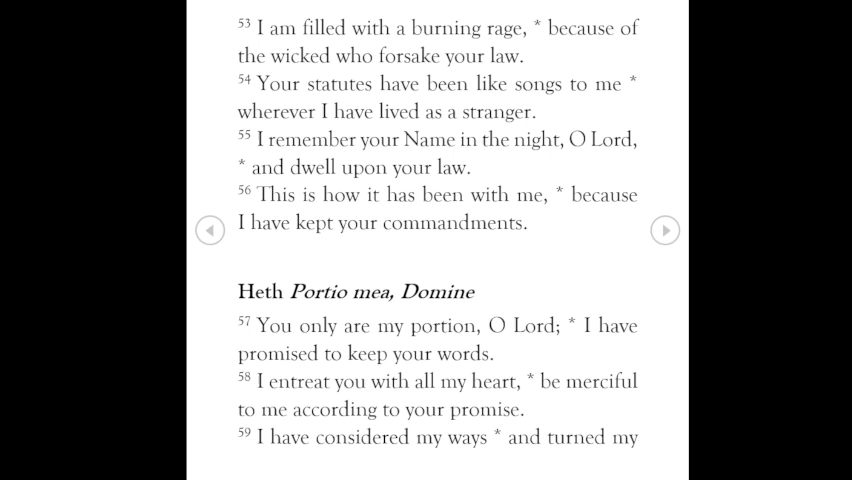 53 I am filled with a burning rage, * because of
the wicked who forsake your law.
54 Your statutes have been like songs to me *
wherever I have lived as a stranger.
55 I remember your Name in the night, O Lord,
* and dwell upon your law.
56 This is how it has been with me, * because
I have kept your commandments.
Heth Portio mea, Domine
57 You only are my portion, O Lord; * I have
promised to keep your words.
58 I entreat you with all my heart, * be merciful
to me according to your promise.
59 I have considered my ways * and turned my